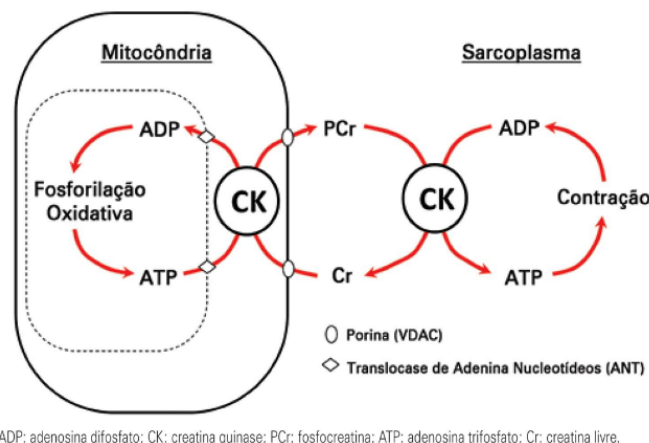 Mitocôndria
Sarcoplasma
ADP
PCr
ADP
Fosforilação
Oxidativa
CK
CK
Contração
ATP
Cr
ATP
Porina (VDAC)
Translocase de Adenina Nucleotídeos (ANT)
ADP: adenosina difosfato; CK: creatina quinase; PCr: fosfocreatina; ATP: adenosina trifosfato; Cr: creatina livre.